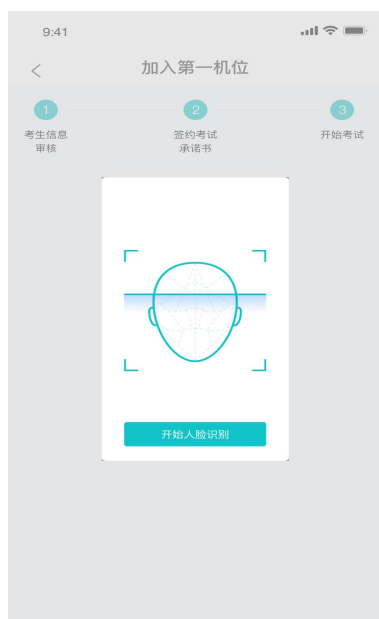 9:41
加入第一机位
1
2
3
考生信息
审核
签约考试
承诺书
开始考试
开始人脸识别